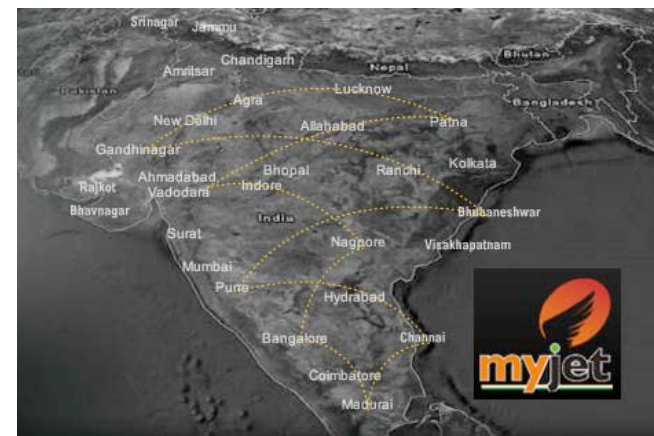 Srinagar
Jammu
Chandigarh
Nepal
Bhutan
Amritsar
Pakistan
Lucknow
Agra
Bangladesh
New Delhi
Allahabad
Patna
Gandhinagar
Kolkata
Ahmadabad,
Vadodara
Bhopal
Ranchi
Indore
Rajkot
Bhavnagar
India
Bhubaneshwar
Surat
Nagpore
Visakhapatnam
Mumbai
Pune
Hydrabad
Bangalore
Channai
myjet
Coimbatore
Madurai